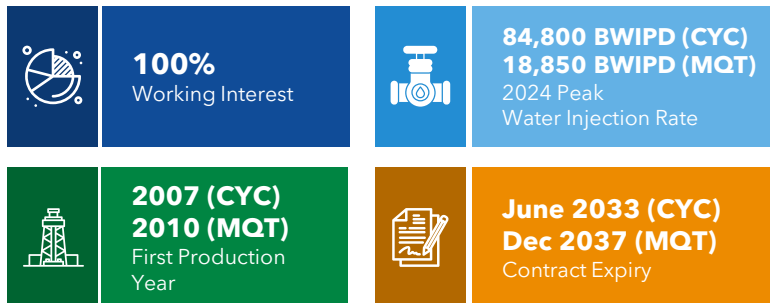 100%
Working Interest
84,800 BWIPD (CYC)
18,850 BWIPD (MQT)
2024 Peak
Water Injection Rate
2007 (CYC)
2010 (MQT)
First Production
Year
June 2033 (CYC)
Dec 2037 (MQT)
Contract Expiry